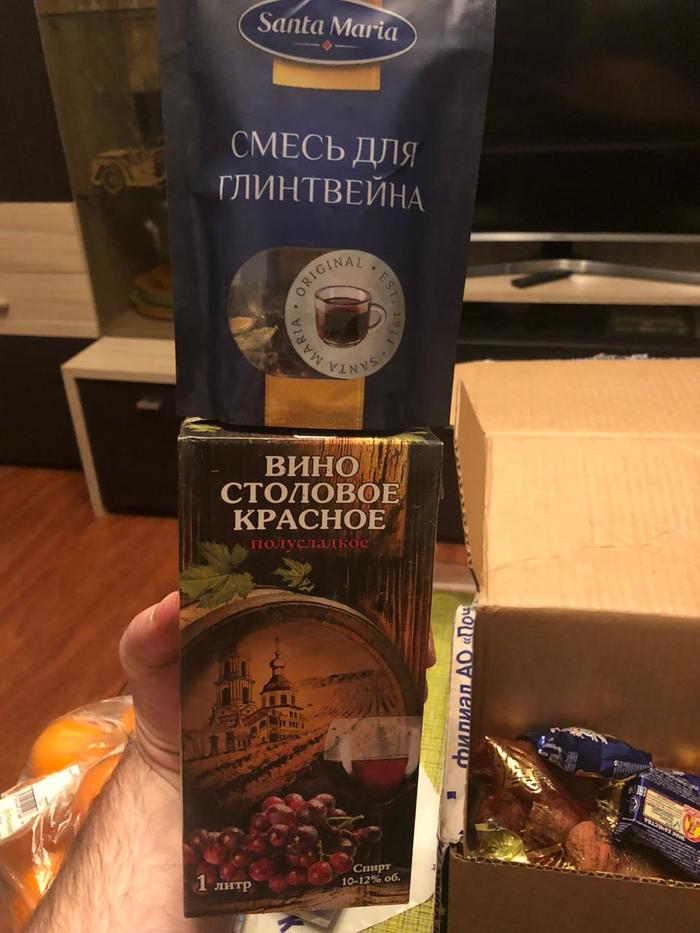 Santa Maria
СМЕСЬ ДЛЯ
ГЛИНТВЕЙНА
ORIGINAL • EST. 1911 • SANTA MARIA •
ВИНО
СТОЛОВОЕ
КРАСНОЕ
полусладкое
1 литр
Спирт
10-12% об.
филиал АО «Поч